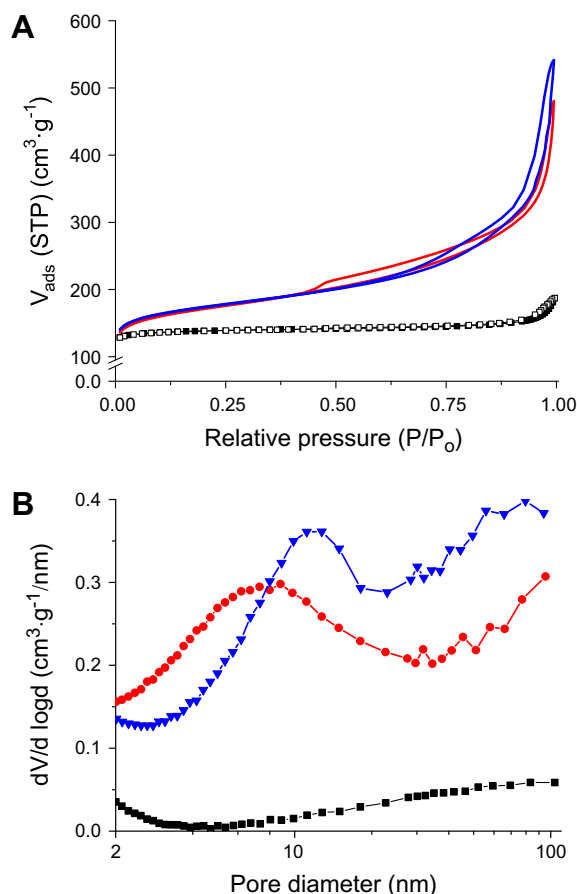 A
600
500
400
300
200
100
0.0
V_ads (STP) (cm³·g⁻¹)
0.00 0.25 0.50 0.75 1.00
Relative pressure (P/P_o)
B
0.4
0.3
0.2
0.1
0.0
dV/d logd (cm³·g⁻¹/nm)
2 10 100
Pore diameter (nm)